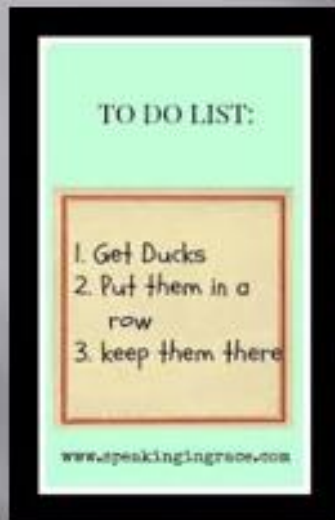 TO DO LIST:
1. Get Ducks
2. Put them in a
row
3. keep them there
www.speakingingrace.com